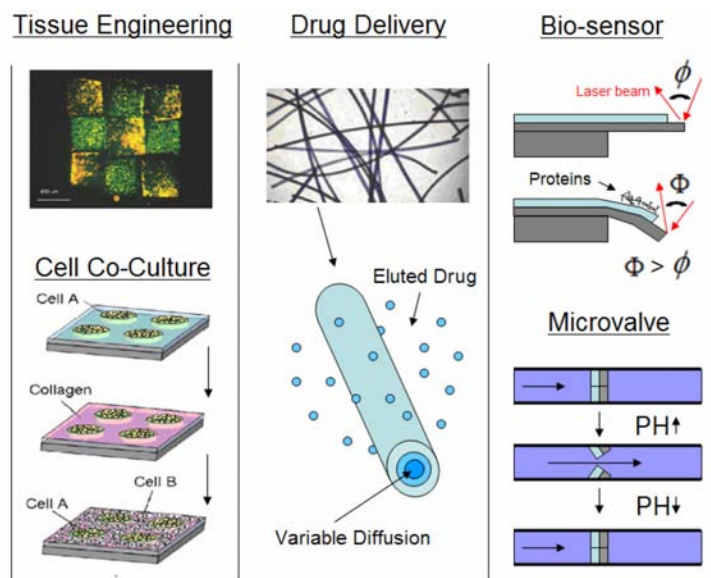 Tissue Engineering
Cell Co-Culture
Cell A
Collagen
Cell B
Cell A
Drug Delivery
Eluted Drug
Variable Diffusion
Bio-sensor
Laser beam
ϕ
Proteins
Φ
Φ > ϕ
Microvalve
PH↑
PH↓